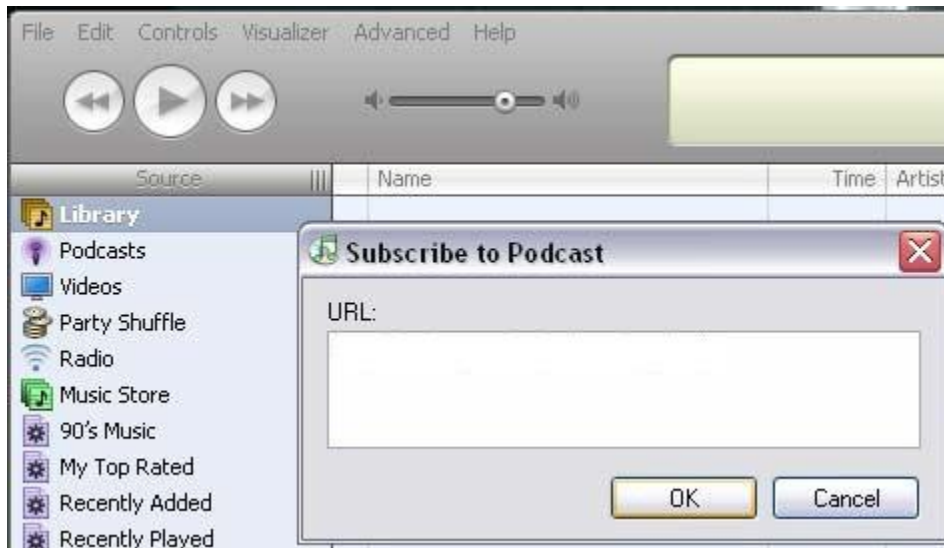 File Edit Controls Visualizer Advanced Help
Source
Name Time Artist
Library
Podcasts
Videos
Party Shuffle
Radio
Music Store
90's Music
My Top Rated
Recently Added
Recently Played
Subscribe to Podcast
URL:
OK Cancel